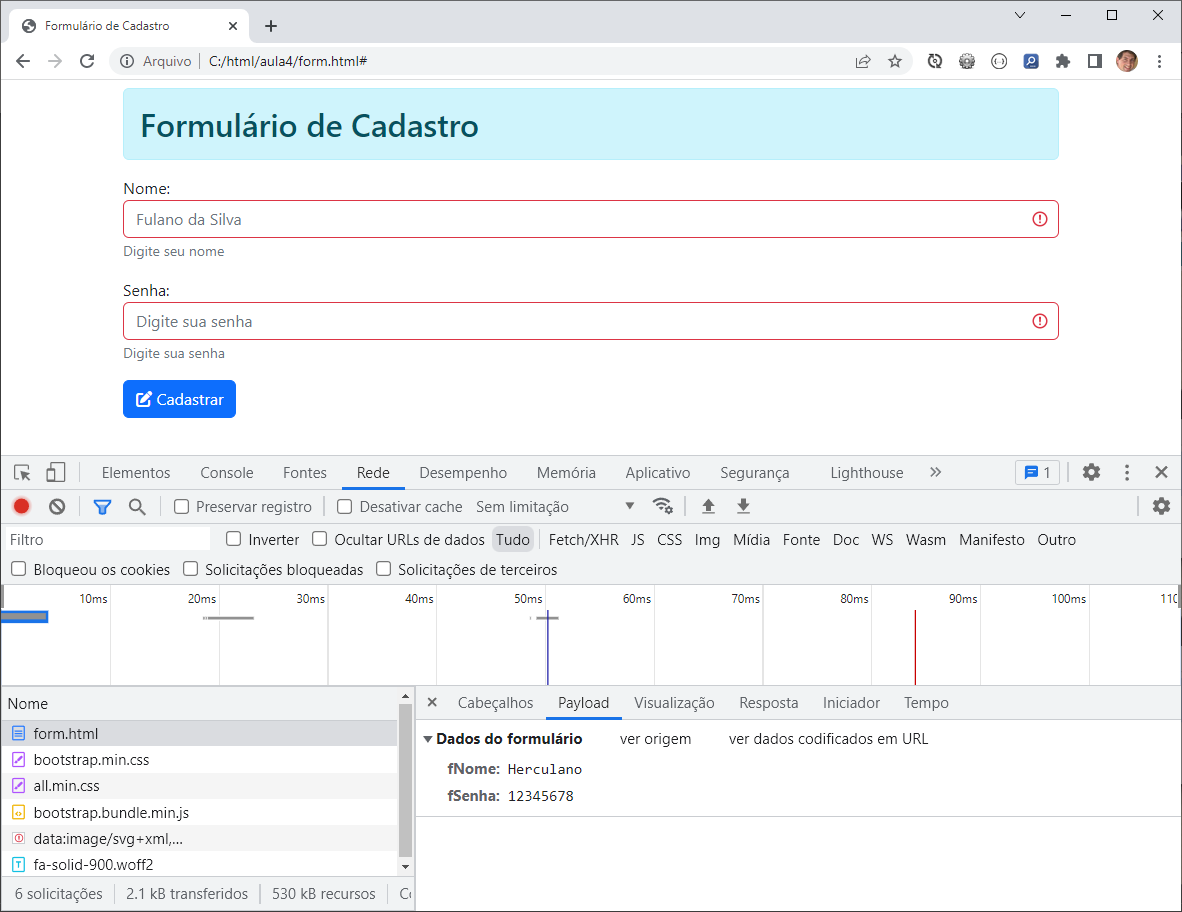 Formulário de Cadastro
Arquivo C:/html/aula4/form.html#
Formulário de Cadastro
Nome:
Fulano da Silva
Digite seu nome
Senha:
Digite sua senha
Digite sua senha
Cadastrar
Elementos Console Fontes Rede Desempenho Memória Aplicativo Segurança Lighthouse 1
Preservar registro Desativar cache Sem limitação
Filtro Inverter Ocultar URLs de dados Tudo Fetch/XHR JS CSS Img Mídia Fonte Doc WS Wasm Manifesto Outro
Bloqueou os cookies Solicitações bloqueadas Solicitações de terceiros
10ms 20ms 30ms 40ms 50ms 60ms 70ms 80ms 90ms 100ms 110
Nome
form.html
bootstrap.min.css
all.min.css
bootstrap.bundle.min.js
data:image/svg+xml,...
fa-solid-900.woff2
6 solicitações 2.1 kB transferidos 530 kB recursos
Cabeçalhos Payload Visualização Resposta Iniciador Tempo
Dados do formulário ver origem ver dados codificados em URL
fNome: Herculano
fSenha: 12345678